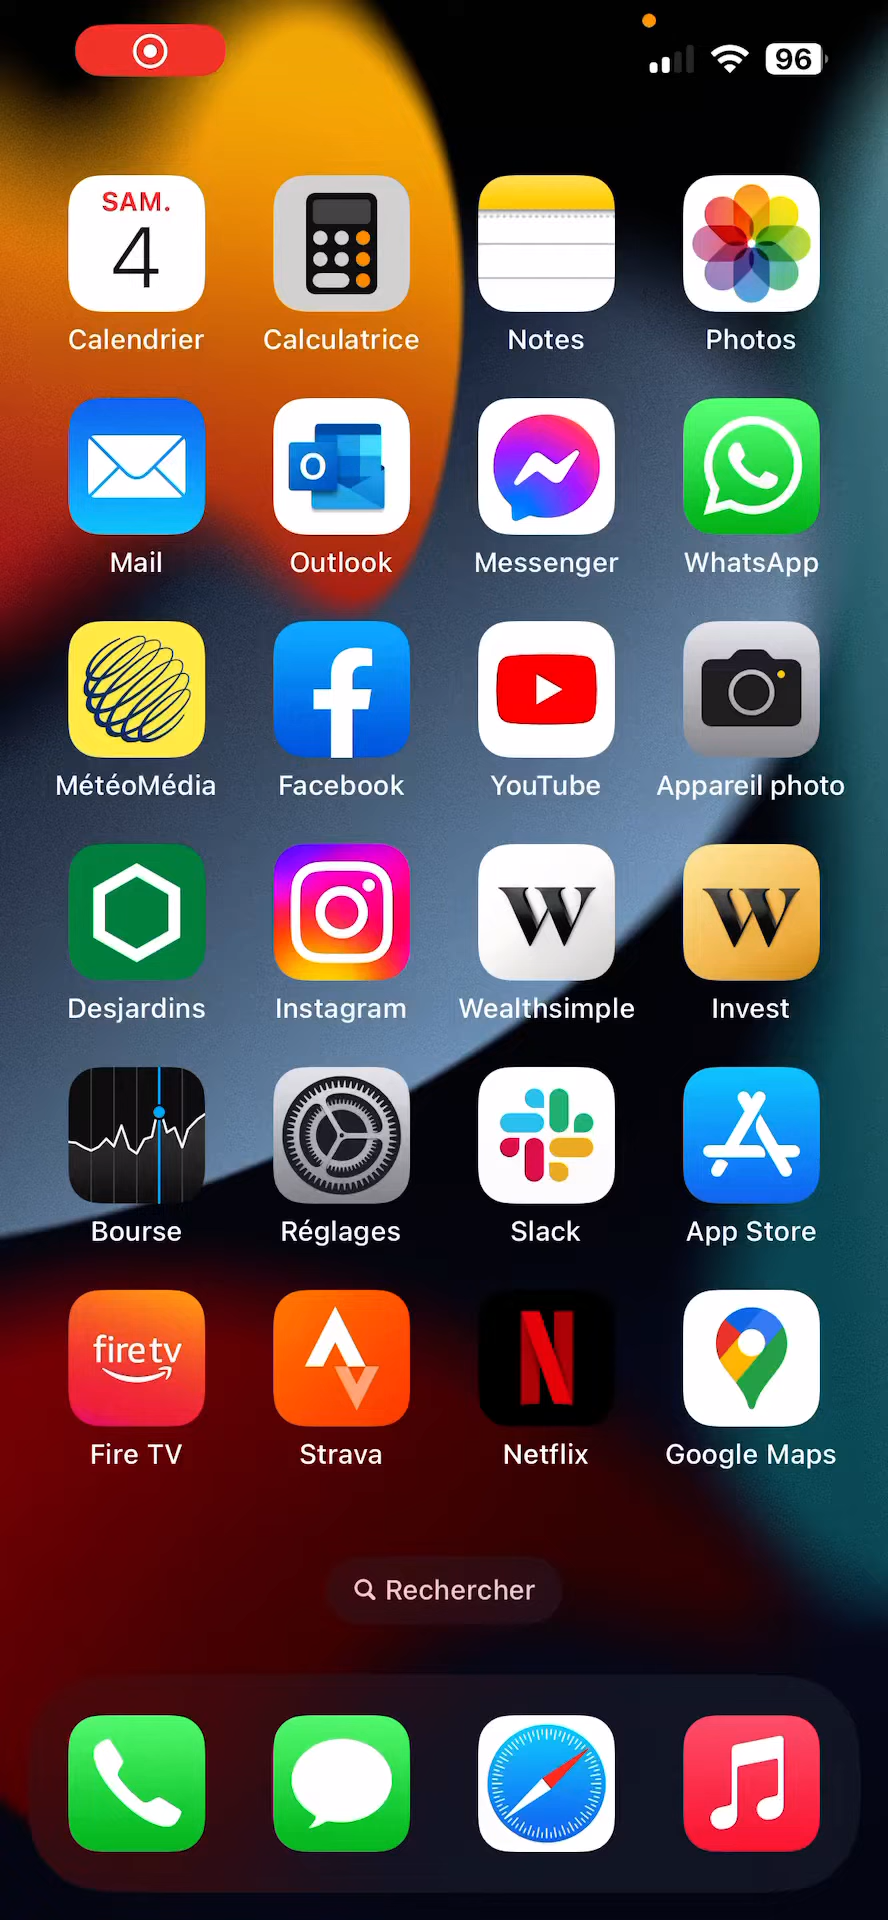 96
SAM.
4
Calendrier
Calculatrice
Notes
Photos
O
Mail
Outlook
Messenger
WhatsApp
MétéoMédia
Facebook
YouTube
Appareil photo
W
W
Desjardins
Instagram
Wealthsimple
Invest
Bourse
Réglages
Slack
App Store
firetv
N
Fire TV
Strava
Netflix
Google Maps
Rechercher